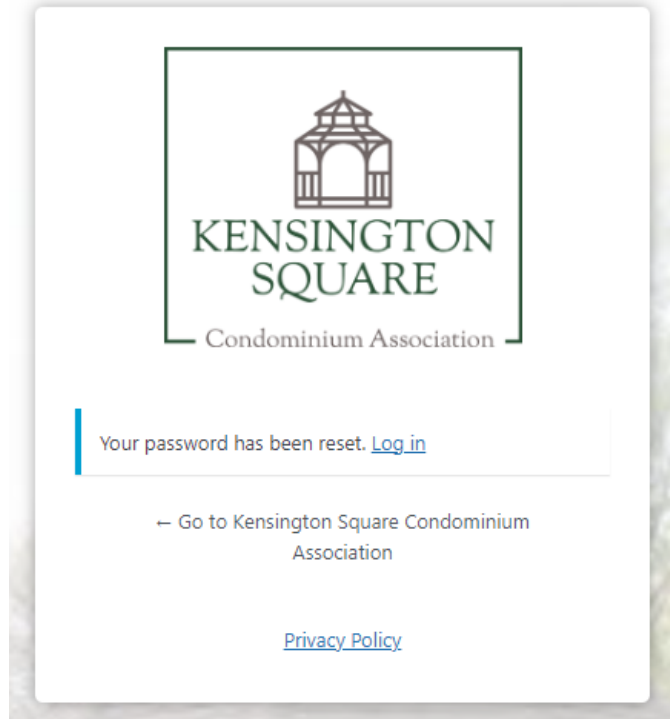 KENSINGTON
SQUARE
Condominium Association
Your password has been reset. Log in
← Go to Kensington Square Condominium
Association
Privacy Policy